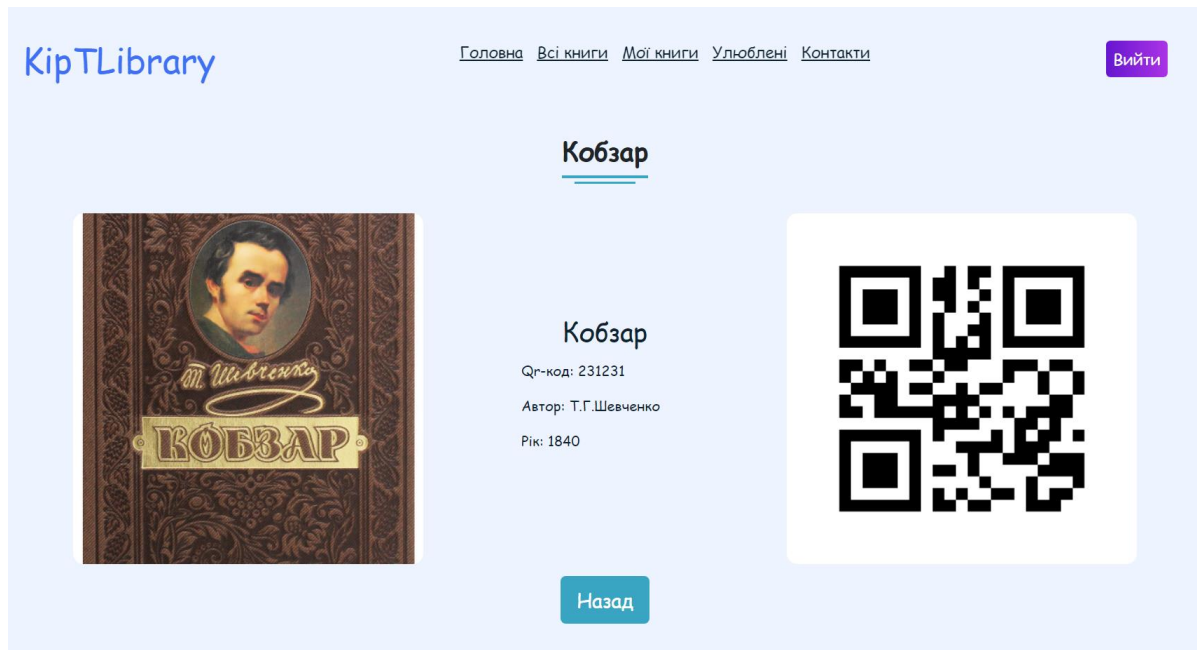 KipTLibrary
Головна Всі книги Мої книги Улюблені Контакти
Вийти
Кобзар
Т. Шевченко
КОБЗАР
Кобзар
Qr-код: 231231
Автор: Т.Г.Шевченко
Рік: 1840
Назад